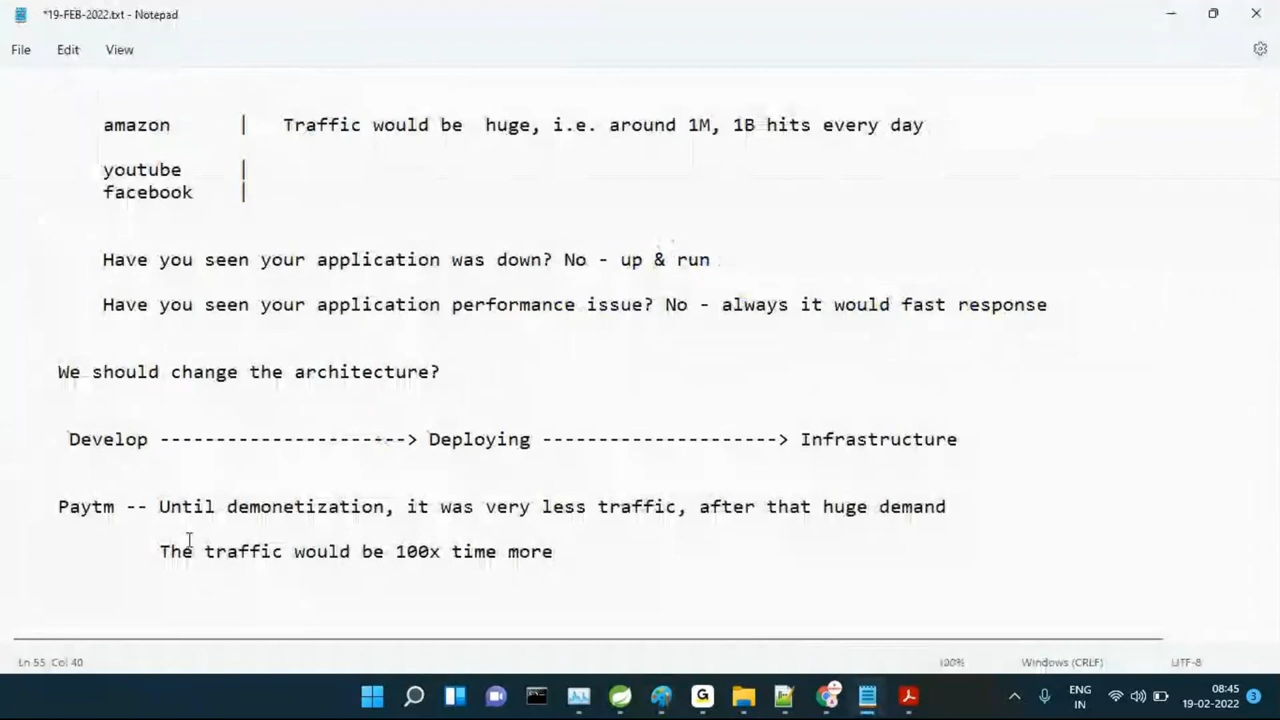 *19-FEB-2022.txt - Notepad
File Edit View
amazon | Traffic would be huge, i.e. around 1M, 1B hits every day
youtube |
facebook |
Have you seen your application was down? No - up & run
Have you seen your application performance issue? No - always it would fast response
We should change the architecture?
Develop ----------------------> Deploying ---------------------> Infrastructure
Paytm -- Until demonetization, it was very less traffic, after that huge demand
The traffic would be 100x time more
Ln 55 Col 40 100% Windows (CRLF) UTF-8
ENG 08:45
IN 19-02-2022 3